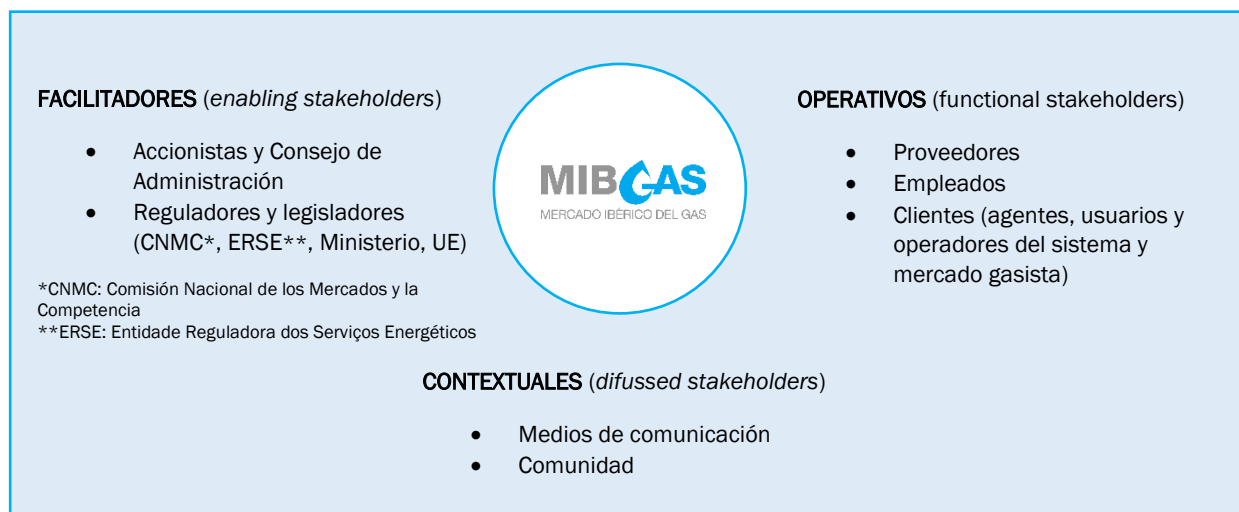 FACILITADORES (enabling stakeholders)
• Accionistas y Consejo de
Administración
• Reguladores y legisladores
(CNMC*, ERSE**, Ministerio, UE)
*CNMC: Comisión Nacional de los Mercados y la
Competencia
**ERSE: Entidade Reguladora dos Serviços Energéticos
MIBGAS
MERCADO IBÉRICO DEL GAS
OPERATIVOS (functional stakeholders)
• Proveedores
• Empleados
• Clientes (agentes, usuarios y
operadores del sistema y
mercado gasista)
CONTEXTUALES (difussed stakeholders)
• Medios de comunicación
• Comunidad